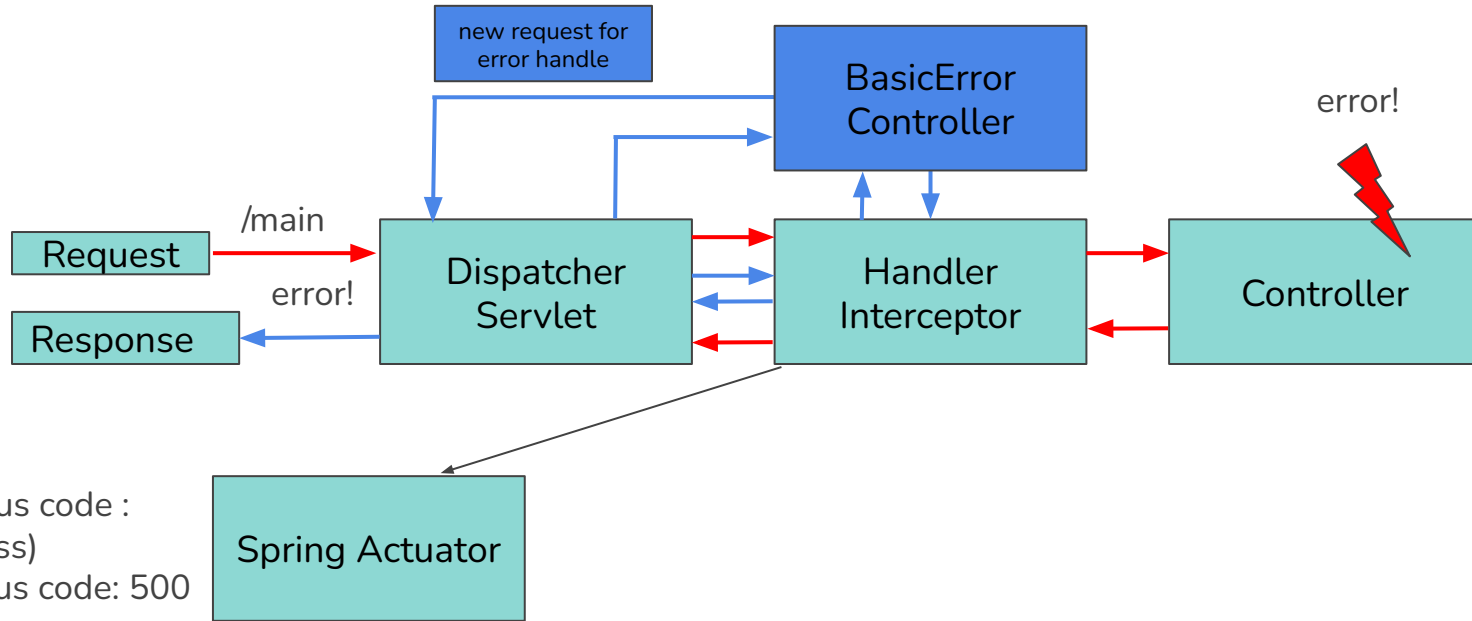 new request for
error handle
BasicError
Controller
error!
/main
Request
error!
Response
Dispatcher
Servlet
Handler
Interceptor
Controller
us code :
ss)
us code: 500
Spring Actuator